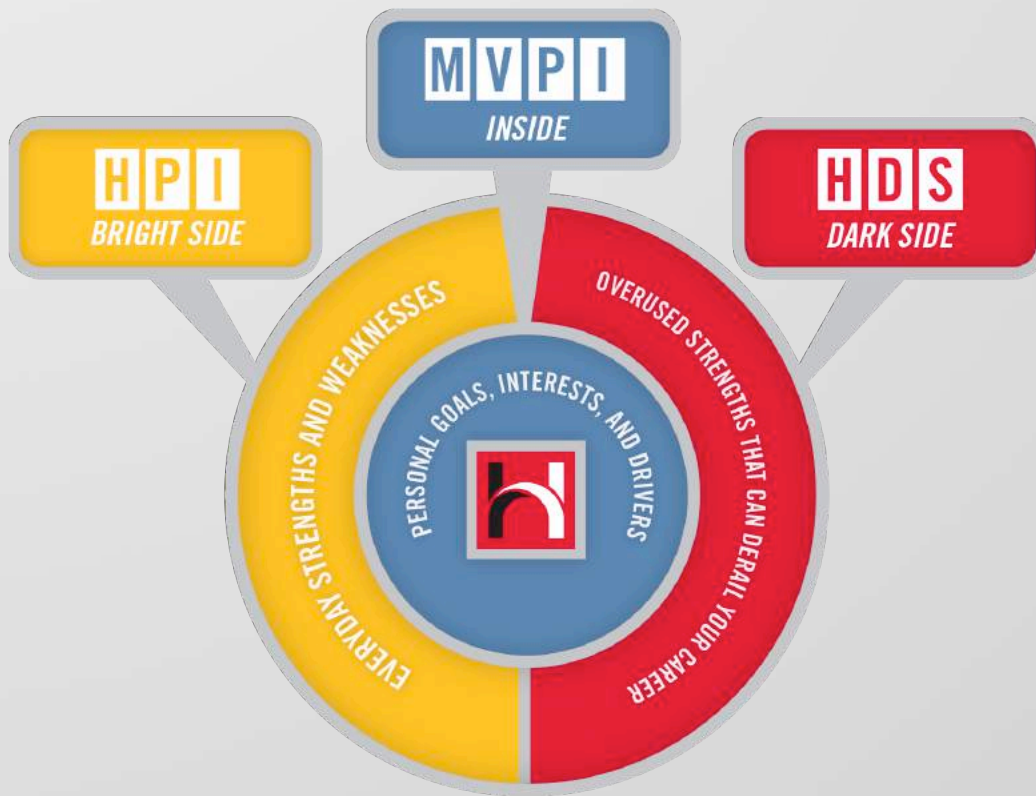 MVPI
INSIDE
HPI
BRIGHT SIDE
HDS
DARK SIDE
EVERYDAY STRENGTHS AND WEAKNESSES
PERSONAL GOALS, INTERESTS, AND DRIVERS
OVERUSED STRENGTHS THAT CAN DERAIL YOUR CAREER